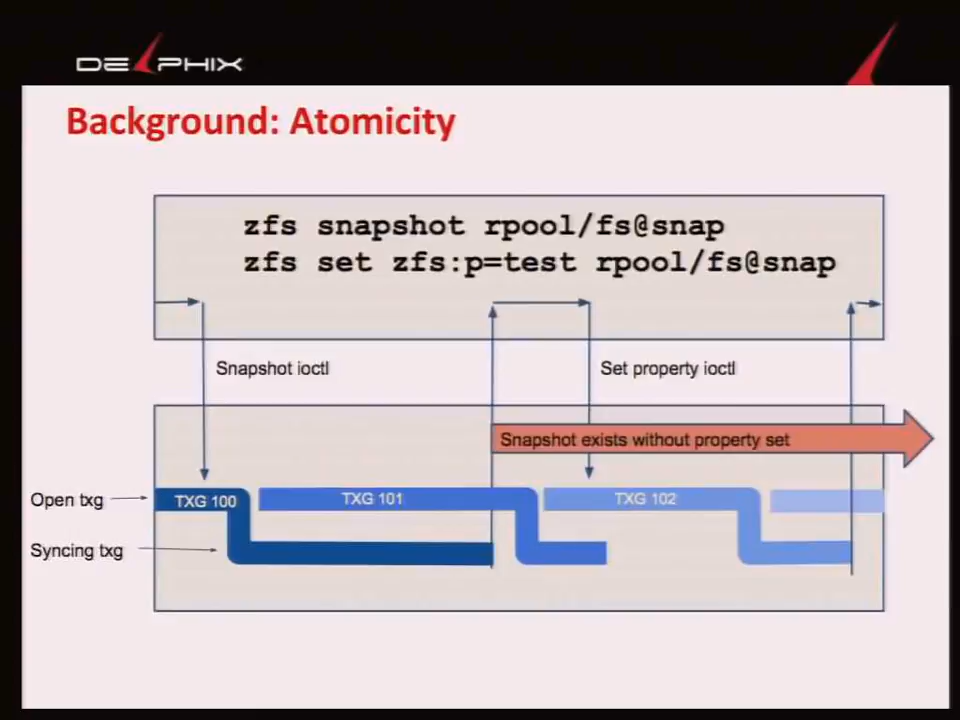 DELPHIX
Background: Atomicity
zfs snapshot rpool/fs@snap
zfs set zfs:p=test rpool/fs@snap
Snapshot ioctl
Set property ioctl
Snapshot exists without property set
Open txg
TXG 100
TXG 101
TXG 102
Syncing txg